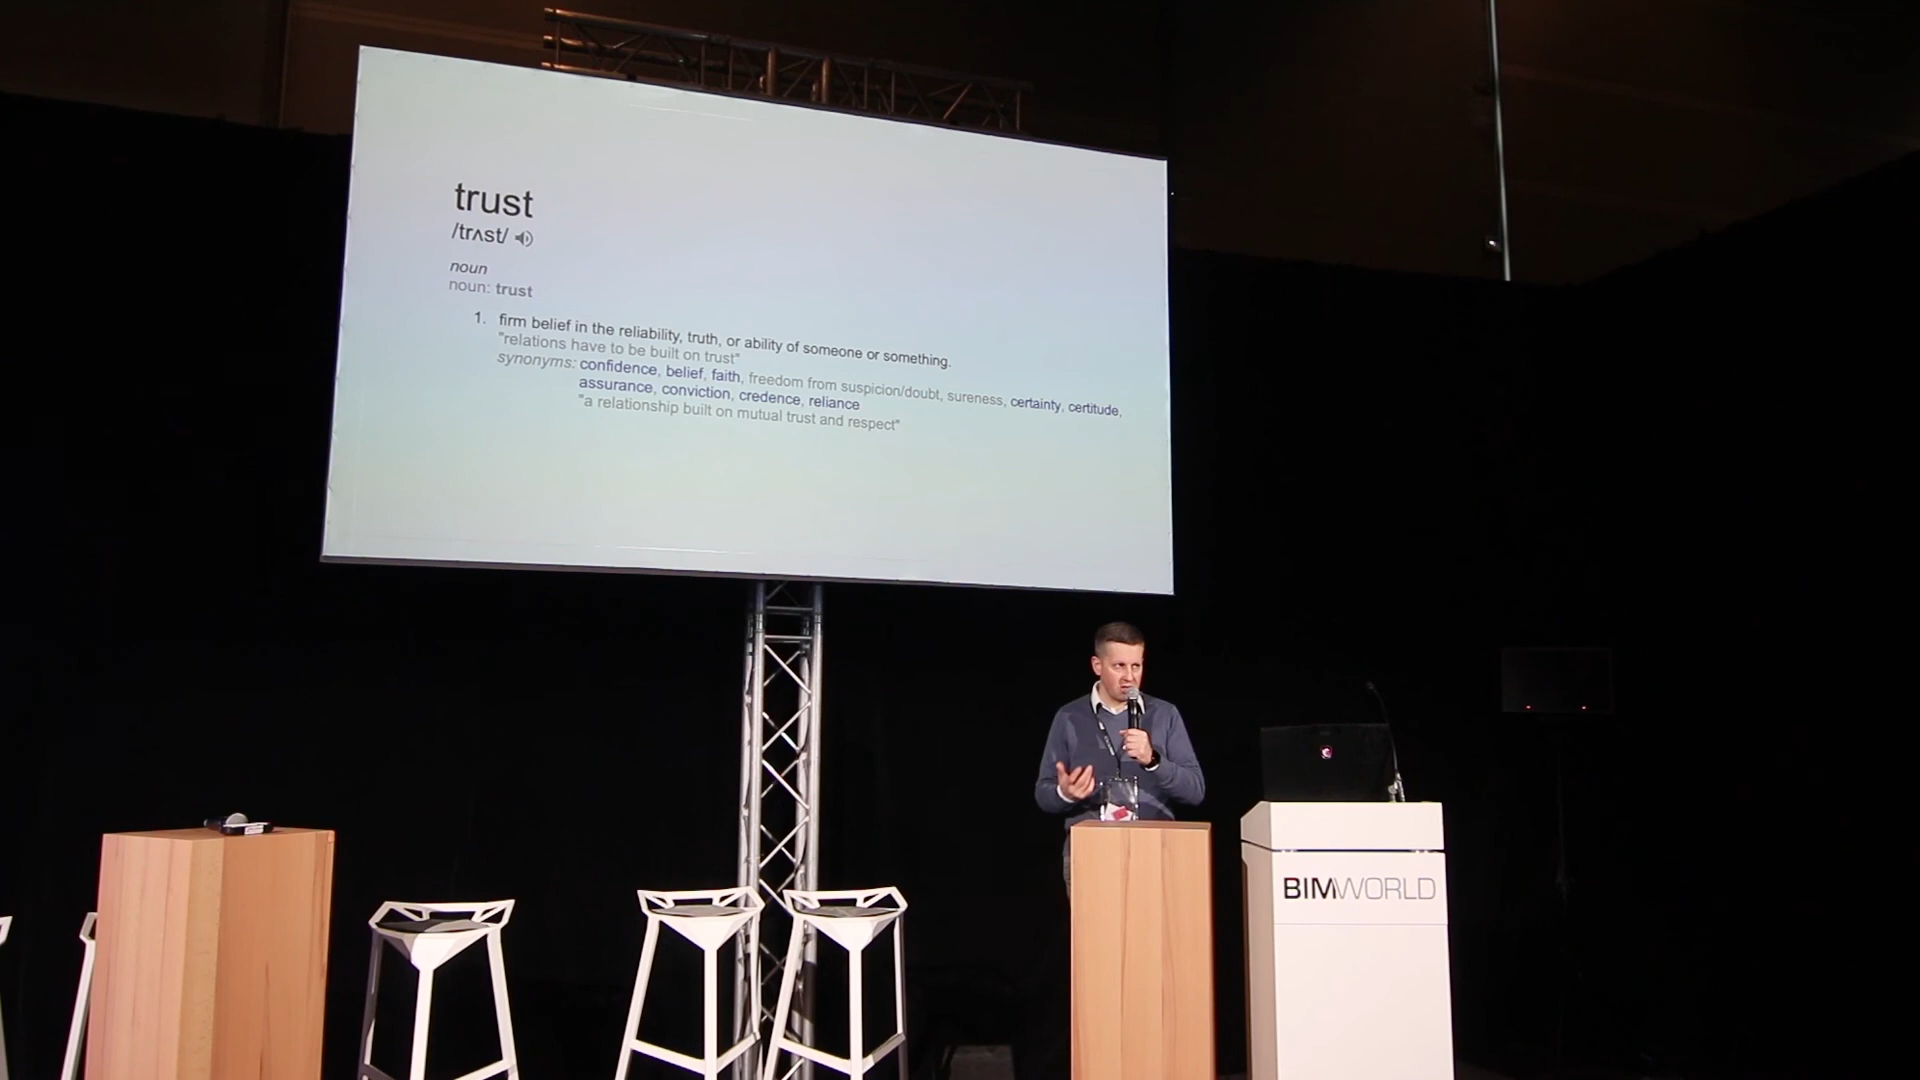 trust
/trʌst/
noun
noun: trust
1. firm belief in the reliability, truth, or ability of someone or something.
"relations have to be built on trust"
synonyms: confidence, belief, faith, freedom from suspicion/doubt, sureness, certainty, certitude,
assurance, conviction, credence, reliance
"a relationship built on mutual trust and respect"
BIMWORLD